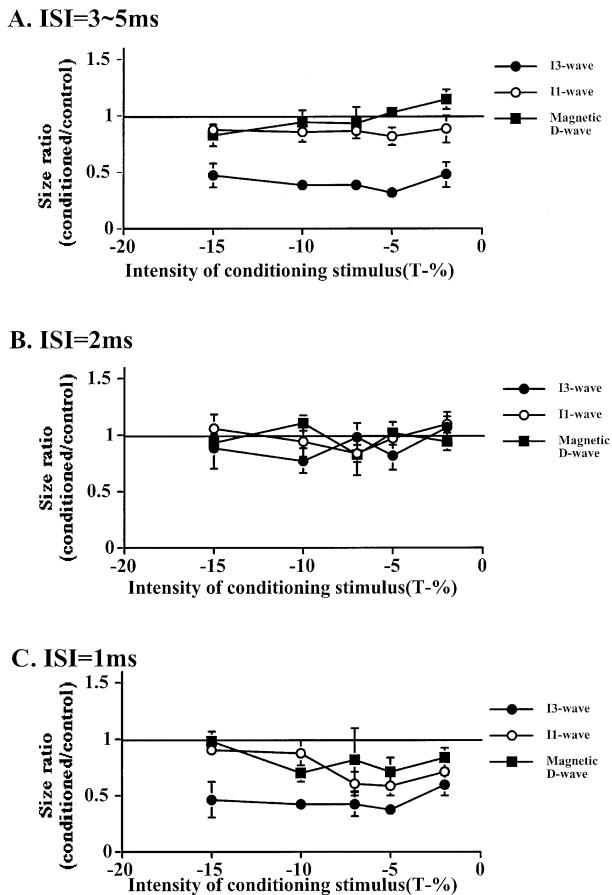 A. ISI=3~5ms
Size ratio
(conditioned/control)
1.5
1
0.5
0
-20
-15
-10
-5
0
Intensity of conditioning stimulus(T-%)
I3-wave
I1-wave
Magnetic
D-wave
B. ISI=2ms
Size ratio
(conditioned/control)
1.5
1
0.5
0
-20
-15
-10
-5
0
Intensity of conditioning stimulus(T-%)
I3-wave
I1-wave
Magnetic
D-wave
C. ISI=1ms
Size ratio
(conditioned/control)
1.5
1
0.5
0
-20
-15
-10
-5
0
Intensity of conditioning stimulus(T-%)
I3-wave
I1-wave
Magnetic
D-wave